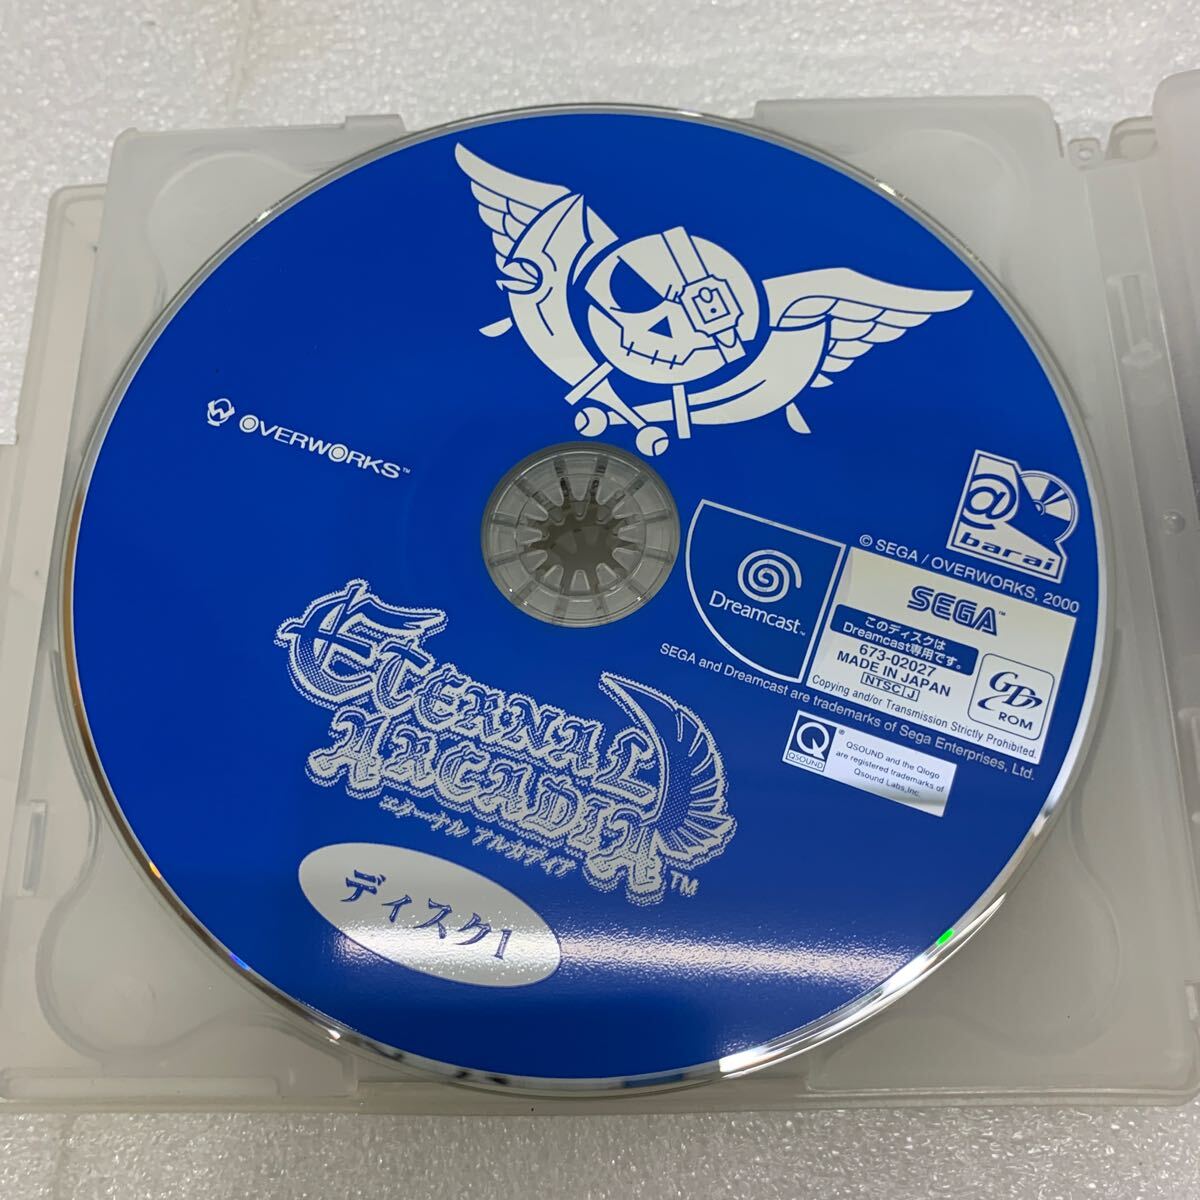 OVERWORKS™
@barai
© SEGA / OVERWORKS, 2000
Dreamcast™
SEGA™
このディスクは
Dreamcast専用です。
673-02027
MADE IN JAPAN
NTSC J
Copying and/or Transmission Strictly Prohibited.
GD-ROM
SEGA and Dreamcast are trademarks of Sega Enterprises, Ltd.
Q
QSOUND
®
QSOUND and the Qlogo
are registered trademarks of
Qsound Labs,Inc.
ETERNAL
ARCADIA™
エターナル アルカディア
ディスク1